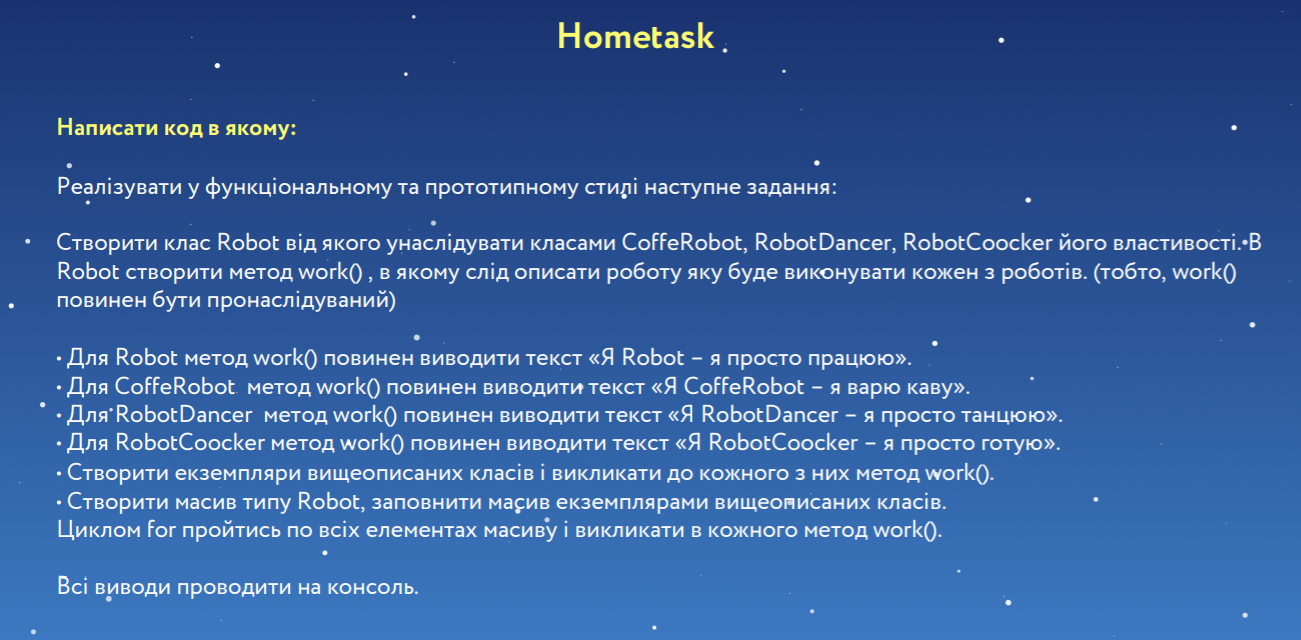 Hometask
Написати код в якому:
Реалізувати у функціональному та прототипному стилі наступне задання:
Створити клас Robot від якого унаслідувати класами CoffeRobot, RobotDancer, RobotCoocker його властивості. В
Robot створити метод work() , в якому слід описати роботу яку буде виконувати кожен з роботів. (тобто, work()
повинен бути пронаслідуваний)
• Для Robot метод work() повинен виводити текст «Я Robot – я просто працюю».
• Для CoffeRobot метод work() повинен виводити текст «Я CoffeRobot – я варю каву».
• Для RobotDancer метод work() повинен виводити текст «Я RobotDancer – я просто танцюю».
• Для RobotCoocker метод work() повинен виводити текст «Я RobotCoocker – я просто готую».
• Створити екземпляри вищеописаних класів і викликати до кожного з них метод work().
• Створити масив типу Robot, заповнити масив екземплярами вищеописаних класів.
Циклом for пройтись по всіх елементах масиву і викликати в кожного метод work().
Всі виводи проводити на консоль.